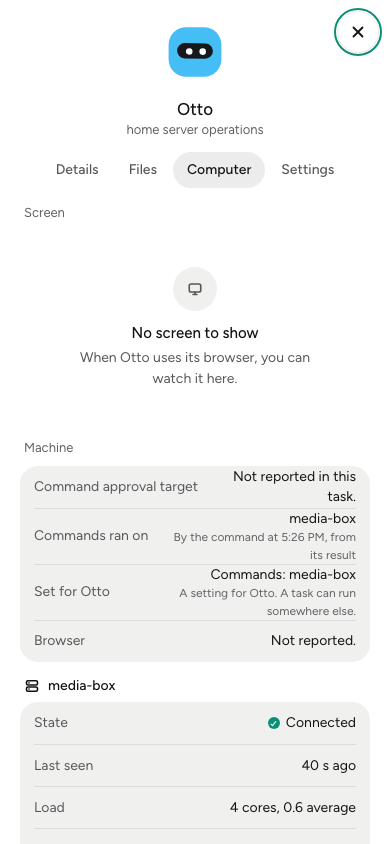 Otto
home server operations
Details Files Computer Settings
Screen
No screen to show
When Otto uses its browser, you can
watch it here.
Machine
Command approval target
Not reported in this
task.
Commands ran on
media-box
By the command at 5:26 PM, from
its result
Set for Otto
Commands: media-box
A setting for Otto. A task can run
somewhere else.
Browser
Not reported.
media-box
State
Connected
Last seen
40 s ago
Load
4 cores, 0.6 average